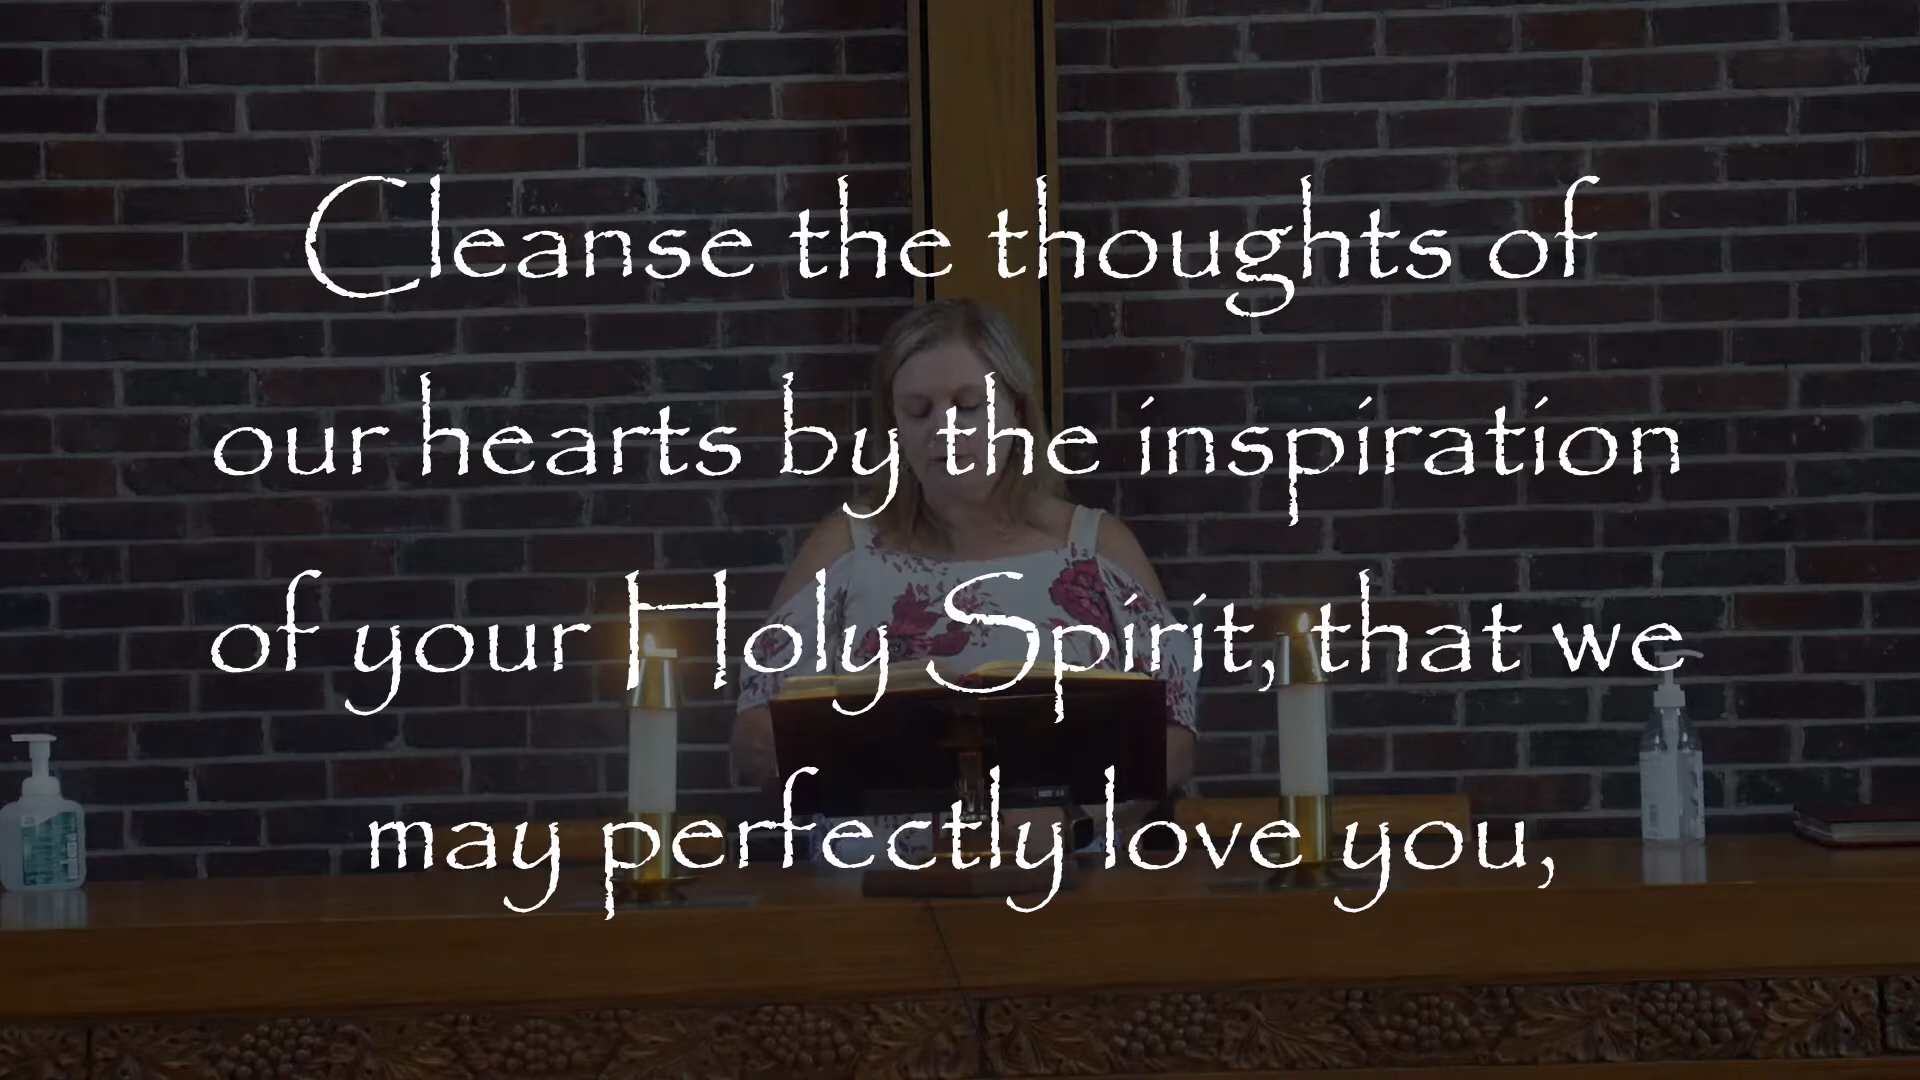 Cleanse the thoughts of
our hearts by the inspiration
of your Holy Spirit, that we
may perfectly love you,